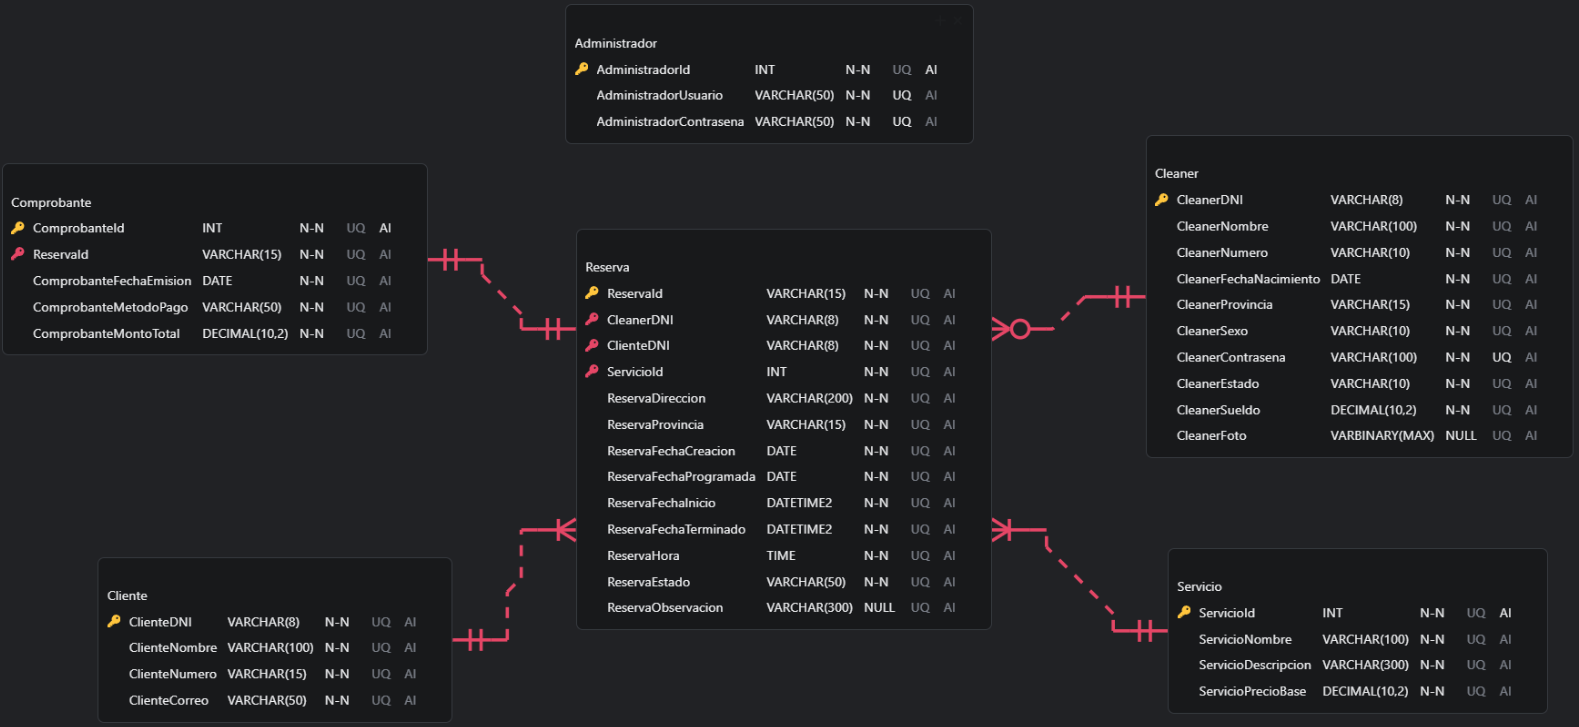 Administrador
AdministradorId INT N-N UQ AI
AdministradorUsuario VARCHAR(50) N-N UQ AI
AdministradorContrasena VARCHAR(50) N-N UQ AI
Comprobante
ComprobanteId INT N-N UQ AI
ReservaId VARCHAR(15) N-N UQ AI
ComprobanteFechaEmision DATE N-N UQ AI
ComprobanteMetodoPago VARCHAR(50) N-N UQ AI
ComprobanteMontoTotal DECIMAL(10,2) N-N UQ AI
Reserva
ReservaId VARCHAR(15) N-N UQ AI
CleanerDNI VARCHAR(8) N-N UQ AI
ClienteDNI VARCHAR(8) N-N UQ AI
ServicioId INT N-N UQ AI
ReservaDireccion VARCHAR(200) N-N UQ AI
ReservaProvincia VARCHAR(15) N-N UQ AI
ReservaFechaCreacion DATE N-N UQ AI
ReservaFechaProgramada DATE N-N UQ AI
ReservaFechaInicio DATETIME2 N-N UQ AI
ReservaFechaTerminado DATETIME2 N-N UQ AI
ReservaHora TIME N-N UQ AI
ReservaEstado VARCHAR(50) N-N UQ AI
ReservaObservacion VARCHAR(300) NULL UQ AI
Cleaner
CleanerDNI VARCHAR(8) N-N UQ AI
CleanerNombre VARCHAR(100) N-N UQ AI
CleanerNumero VARCHAR(10) N-N UQ AI
CleanerFechaNacimiento DATE N-N UQ AI
CleanerProvincia VARCHAR(15) N-N UQ AI
CleanerSexo VARCHAR(10) N-N UQ AI
CleanerContrasena VARCHAR(100) N-N UQ AI
CleanerEstado VARCHAR(10) N-N UQ AI
CleanerSueldo DECIMAL(10,2) N-N UQ AI
CleanerFoto VARBINARY(MAX) NULL UQ AI
Cliente
ClienteDNI VARCHAR(8) N-N UQ AI
ClienteNombre VARCHAR(100) N-N UQ AI
ClienteNumero VARCHAR(15) N-N UQ AI
ClienteCorreo VARCHAR(50) N-N UQ AI
Servicio
ServicioId INT N-N UQ AI
ServicioNombre VARCHAR(100) N-N UQ AI
ServicioDescripcion VARCHAR(300) N-N UQ AI
ServicioPrecioBase DECIMAL(10,2) N-N UQ AI